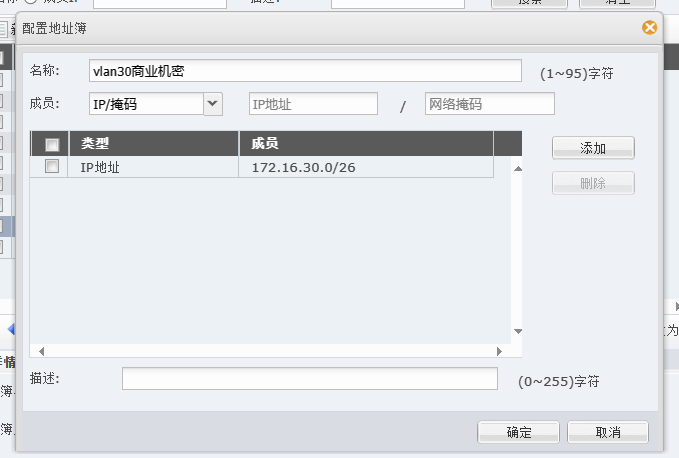 配置地址簿
名称: vlan30商业机密 (1~95)字符
成员: IP/掩码 IP地址 / 网络掩码
类型 成员 添加
IP地址 172.16.30.0/26
删除
描述: (0~255)字符
确定 取消